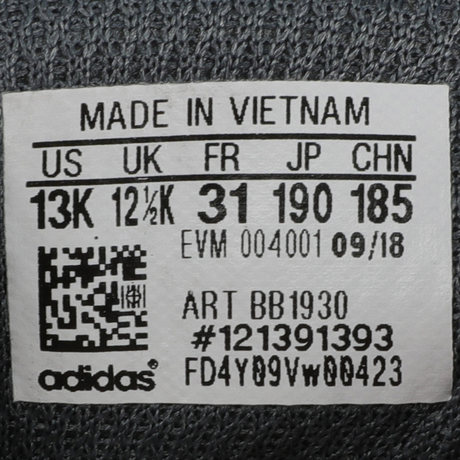 MADE IN VIETNAM
US UK FR JP CHN
13K 12½K 31 190 185
EVM 004001 09/18
ART BB1930
#121391393
adidas® FD4Y09Vw00423